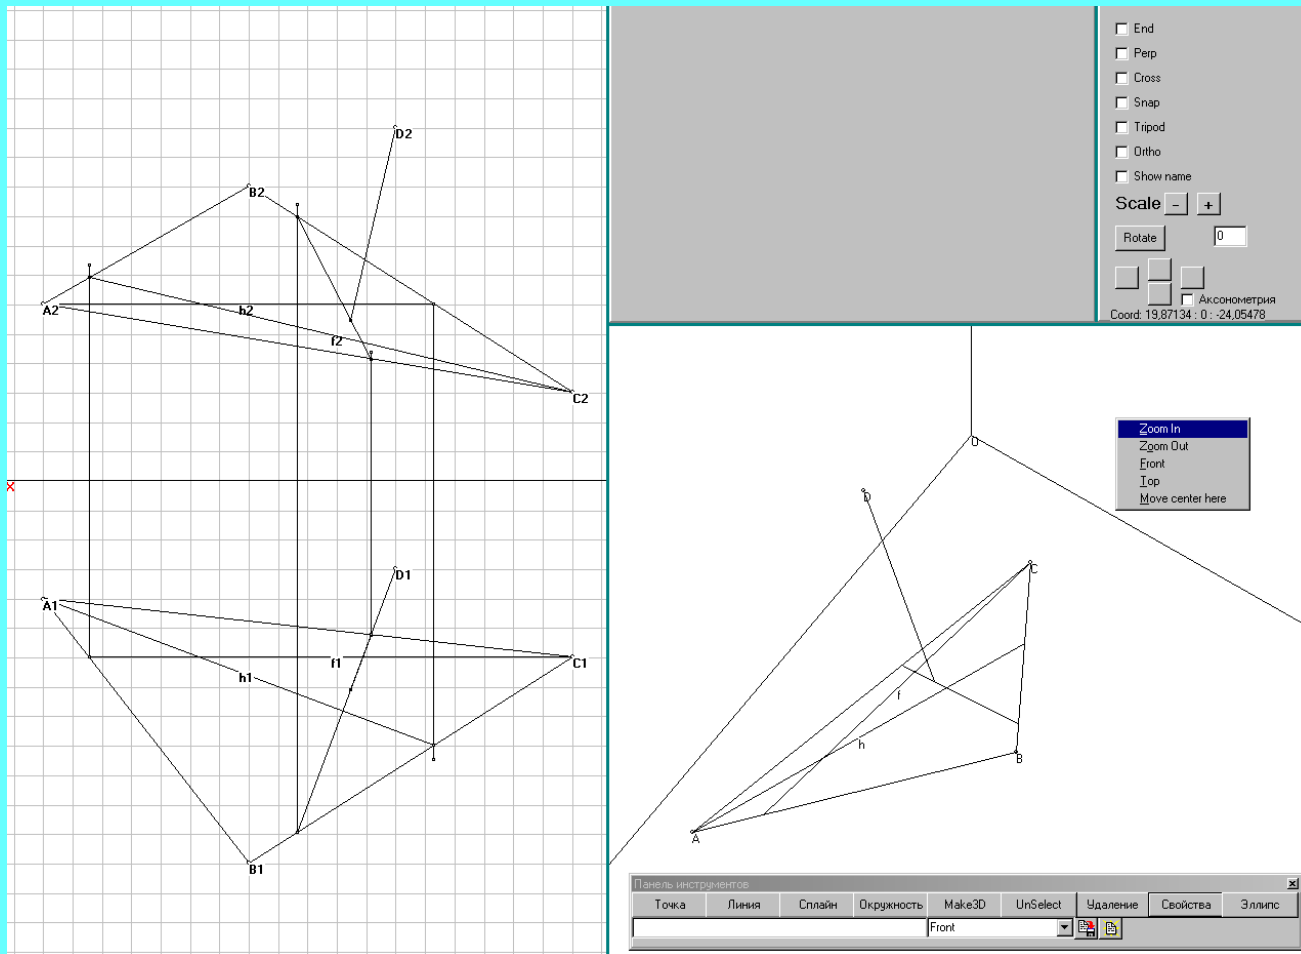 D2
B2
A2
h2
f2
C2
X
D1
A1
f1
C1
h1
B1
End
Perp
Cross
Snap
Tripod
Ortho
Show name
Scale - +
Rotate 0
Аксонометрия
Coord: 19,87134 : 0 : -24,05478
O
D
C
f
h
B
A
Zoom In
Zoom Out
Front
Top
Move center here
Панель инструментов
Точка Линия Сплайн Окружность Make3D UnSelect Удаление Свойства Эллипс
Front